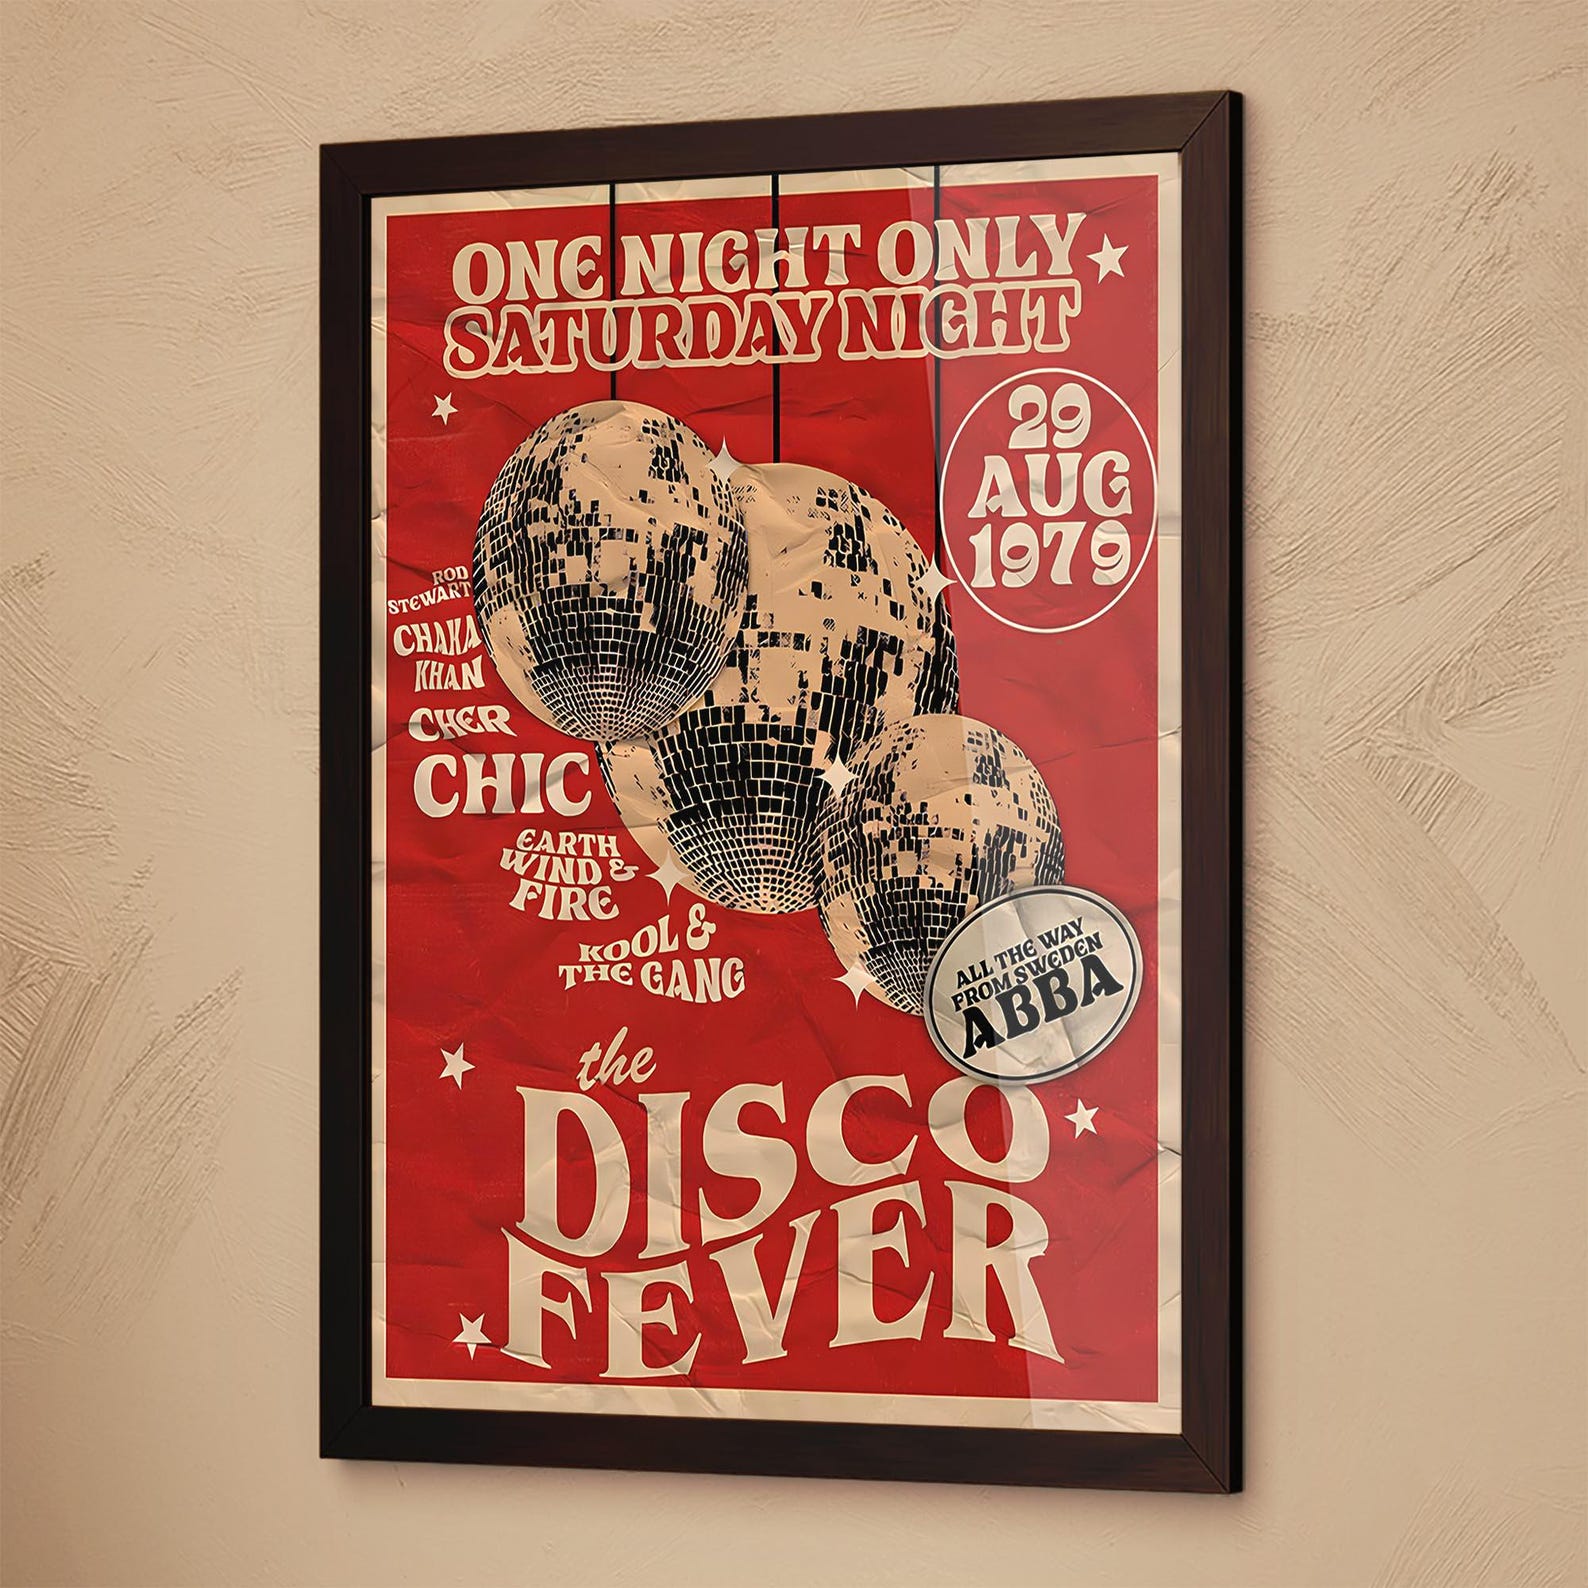 ONE NIGHT ONLY
SATURDAY NIGHT
29
AUG
1979
ROD
STEWART
CHAKA
KHAN
CHER
CHIC
EARTH
WIND &
FIRE
KOOL &
THE GANG
ALL THE WAY
FROM SWEDEN
ABBA
the
DISCO
FEVER